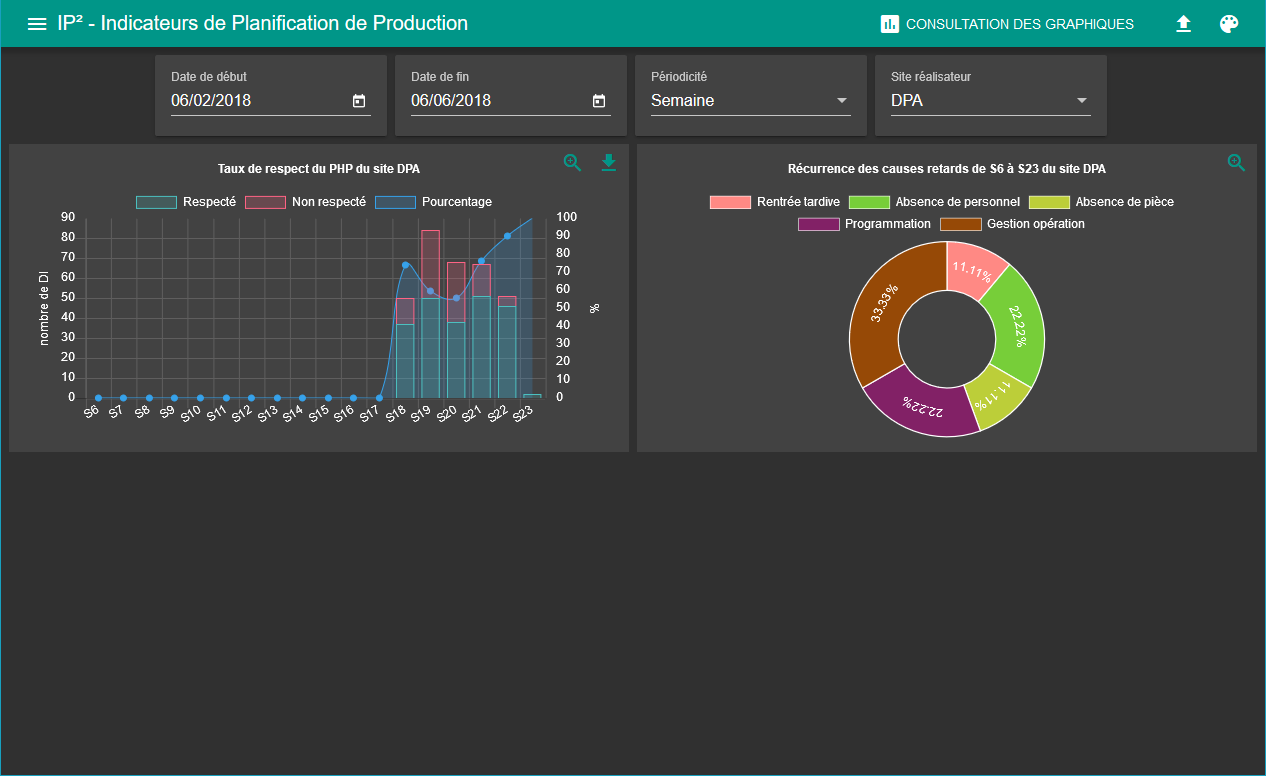 IP² - Indicateurs de Planification de Production
CONSULTATION DES GRAPHIQUES
Date de début
06/02/2018
Date de fin
06/06/2018
Périodicité
Semaine
Site réalisateur
DPA
Taux de respect du PHP du site DPA
Respecté Non respecté Pourcentage
nombre de DI
90
80
70
60
50
40
30
20
10
0
100
90
80
70
60
50
40
30
20
10
0
%
S6 S7 S8 S9 S10 S11 S12 S13 S14 S15 S16 S17 S18 S19 S20 S21 S22 S23
Récurrence des causes retards de S6 à S23 du site DPA
Rentrée tardive Absence de personnel Absence de pièce
Programmation Gestion opération
11.11%
22.22%
11.11%
22.22%
33.33%